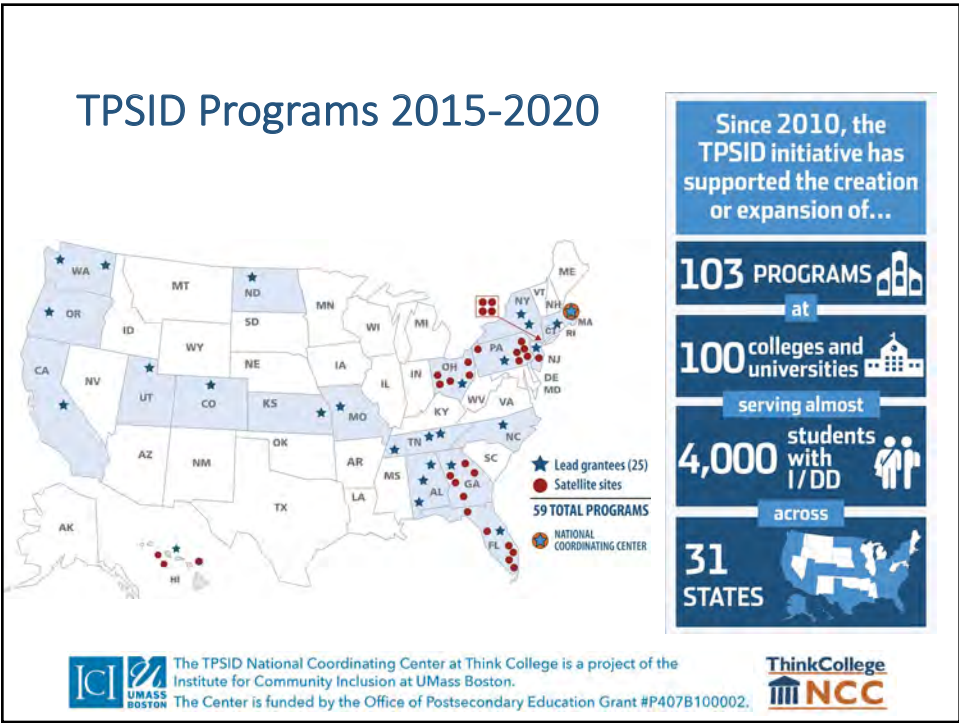 TPSID Programs 2015-2020
WA
MT
ND
MN
OR
ID
SD
WI
MI
WY
NE
IA
CA
NV
UT
CO
KS
MO
IL
IN
OH
PA
NY
VT
NH
ME
MA
CT
RI
NJ
DE
MD
WV
VA
KY
NC
TN
SC
AZ
NM
OK
AR
MS
AL
GA
TX
LA
FL
AK
HI
Lead grantees (25)
Satellite sites
59 TOTAL PROGRAMS
NATIONAL
COORDINATING CENTER
Since 2010, the
TPSID initiative has
supported the creation
or expansion of...
103 PROGRAMS
at
100 colleges and
universities
serving almost
4,000 students
with
I/DD
across
31
STATES
ICI
UMASS
BOSTON
The TPSID National Coordinating Center at Think College is a project of the
Institute for Community Inclusion at UMass Boston.
The Center is funded by the Office of Postsecondary Education Grant #P407B100002.
ThinkCollege
NCC